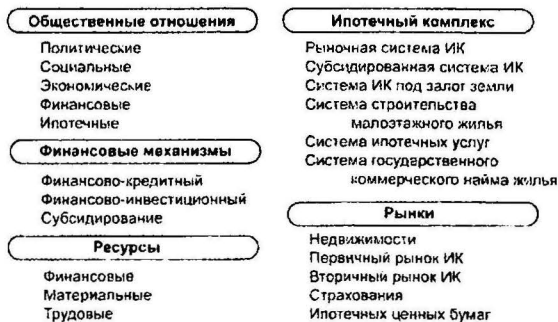 Общественные отношения
Политические
Социальные
Экономические
Финансовые
Ипотечные
Финансовые механизмы
Финансово-кредитный
Финансово-инвестиционный
Субсидирование
Ресурсы
Финансовые
Материальные
Трудовые
Ипотечный комплекс
Рыночная система ИК
Субсидированная система ИК
Система ИК под залог земли
Система строительства
малоэтажного жилья
Система ипотечных услуг
Система государственного
коммерческого найма жилья
Рынки
Недвижимости
Первичный рынок ИК
Вторичный рынок ИК
Страхования
Ипотечных ценных бумаг